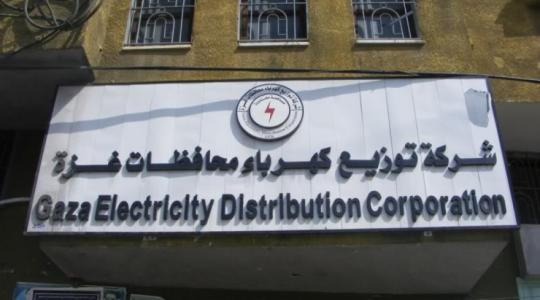 شركة توزيع كهرباء محافظات غزة
Gaza Electricity Distribution Corporation